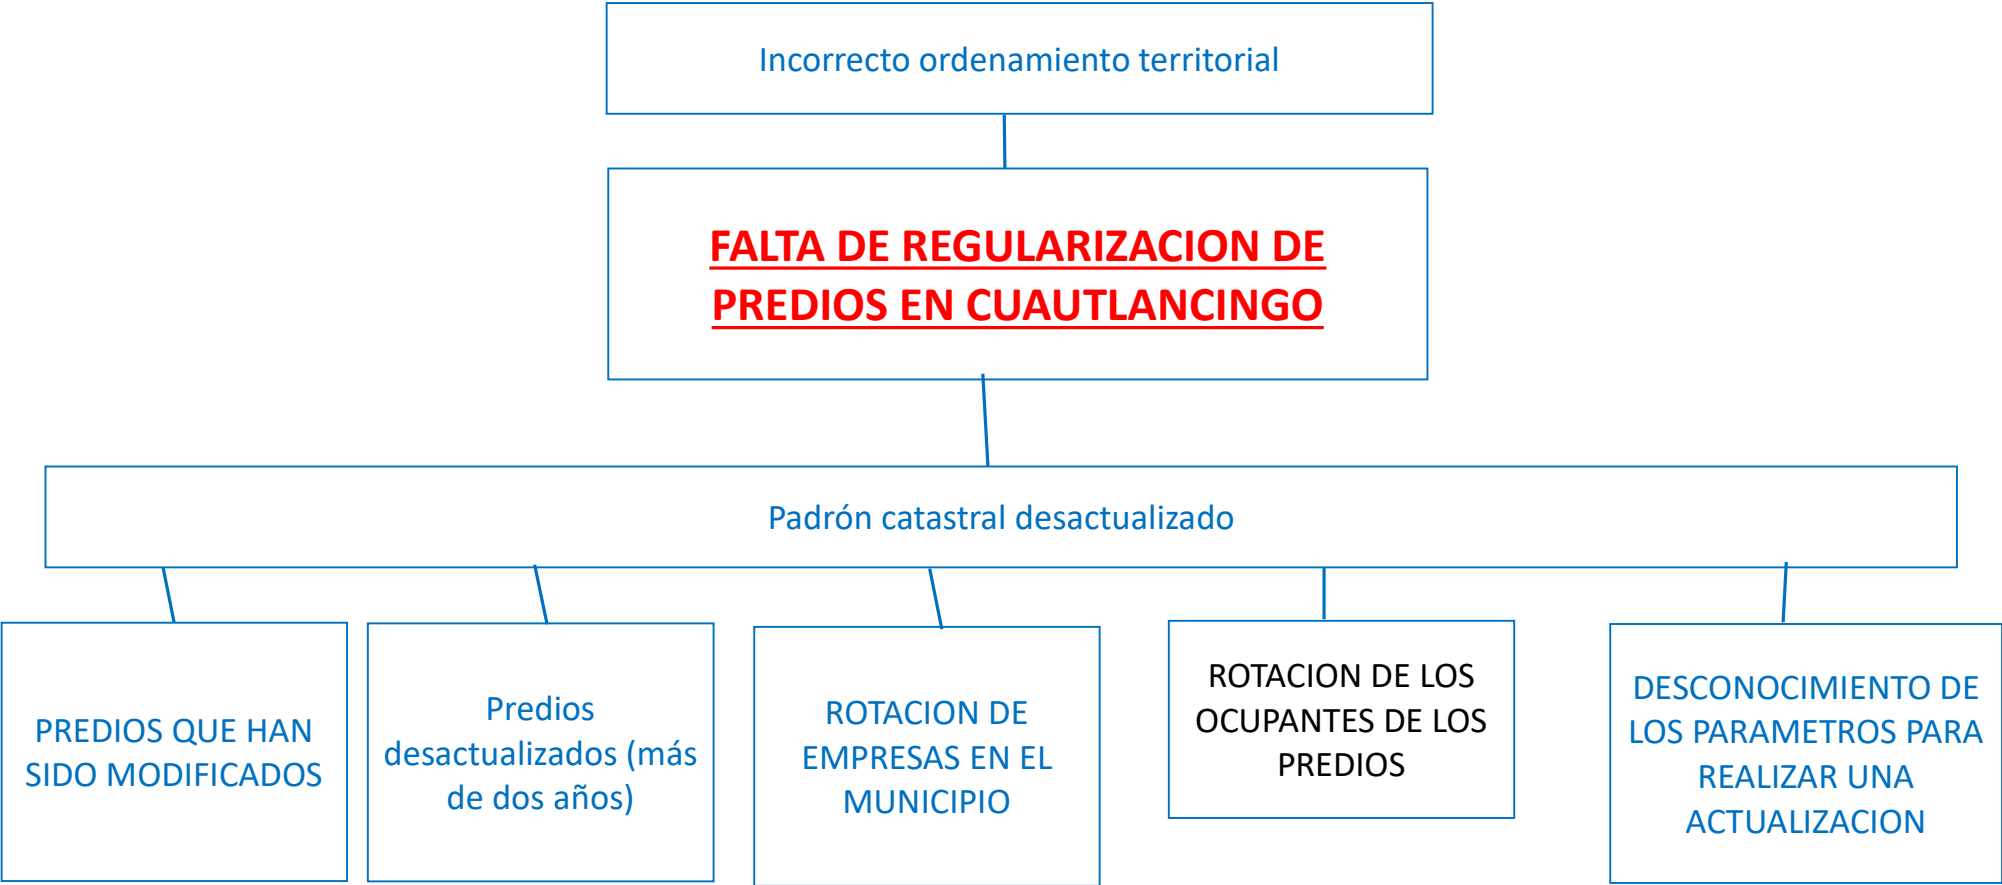 Incorrecto ordenamiento territorial
FALTA DE REGULARIZACION DE
PREDIOS EN CUAUTLANCINGO
Padrón catastral desactualizado
PREDIOS QUE HAN
SIDO MODIFICADOS
Predios
desactualizados (más
de dos años)
ROTACION DE
EMPRESAS EN EL
MUNICIPIO
ROTACION DE LOS
OCUPANTES DE LOS
PREDIOS
DESCONOCIMIENTO DE
LOS PARAMETROS PARA
REALIZAR UNA
ACTUALIZACION